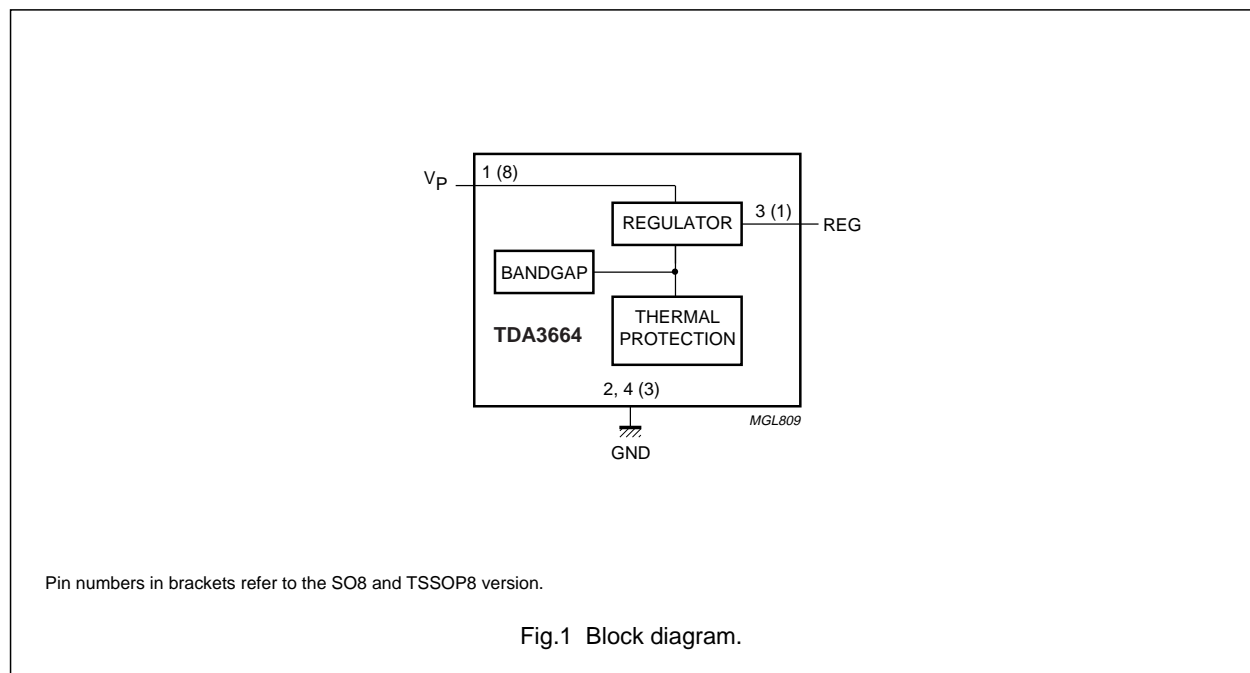 1 (8)
VP
REGULATOR
3 (1)
REG
BANDGAP
THERMAL
PROTECTION
TDA3664
2, 4 (3)
MGL809
GND
Pin numbers in brackets refer to the SO8 and TSSOP8 version.
Fig.1 Block diagram.